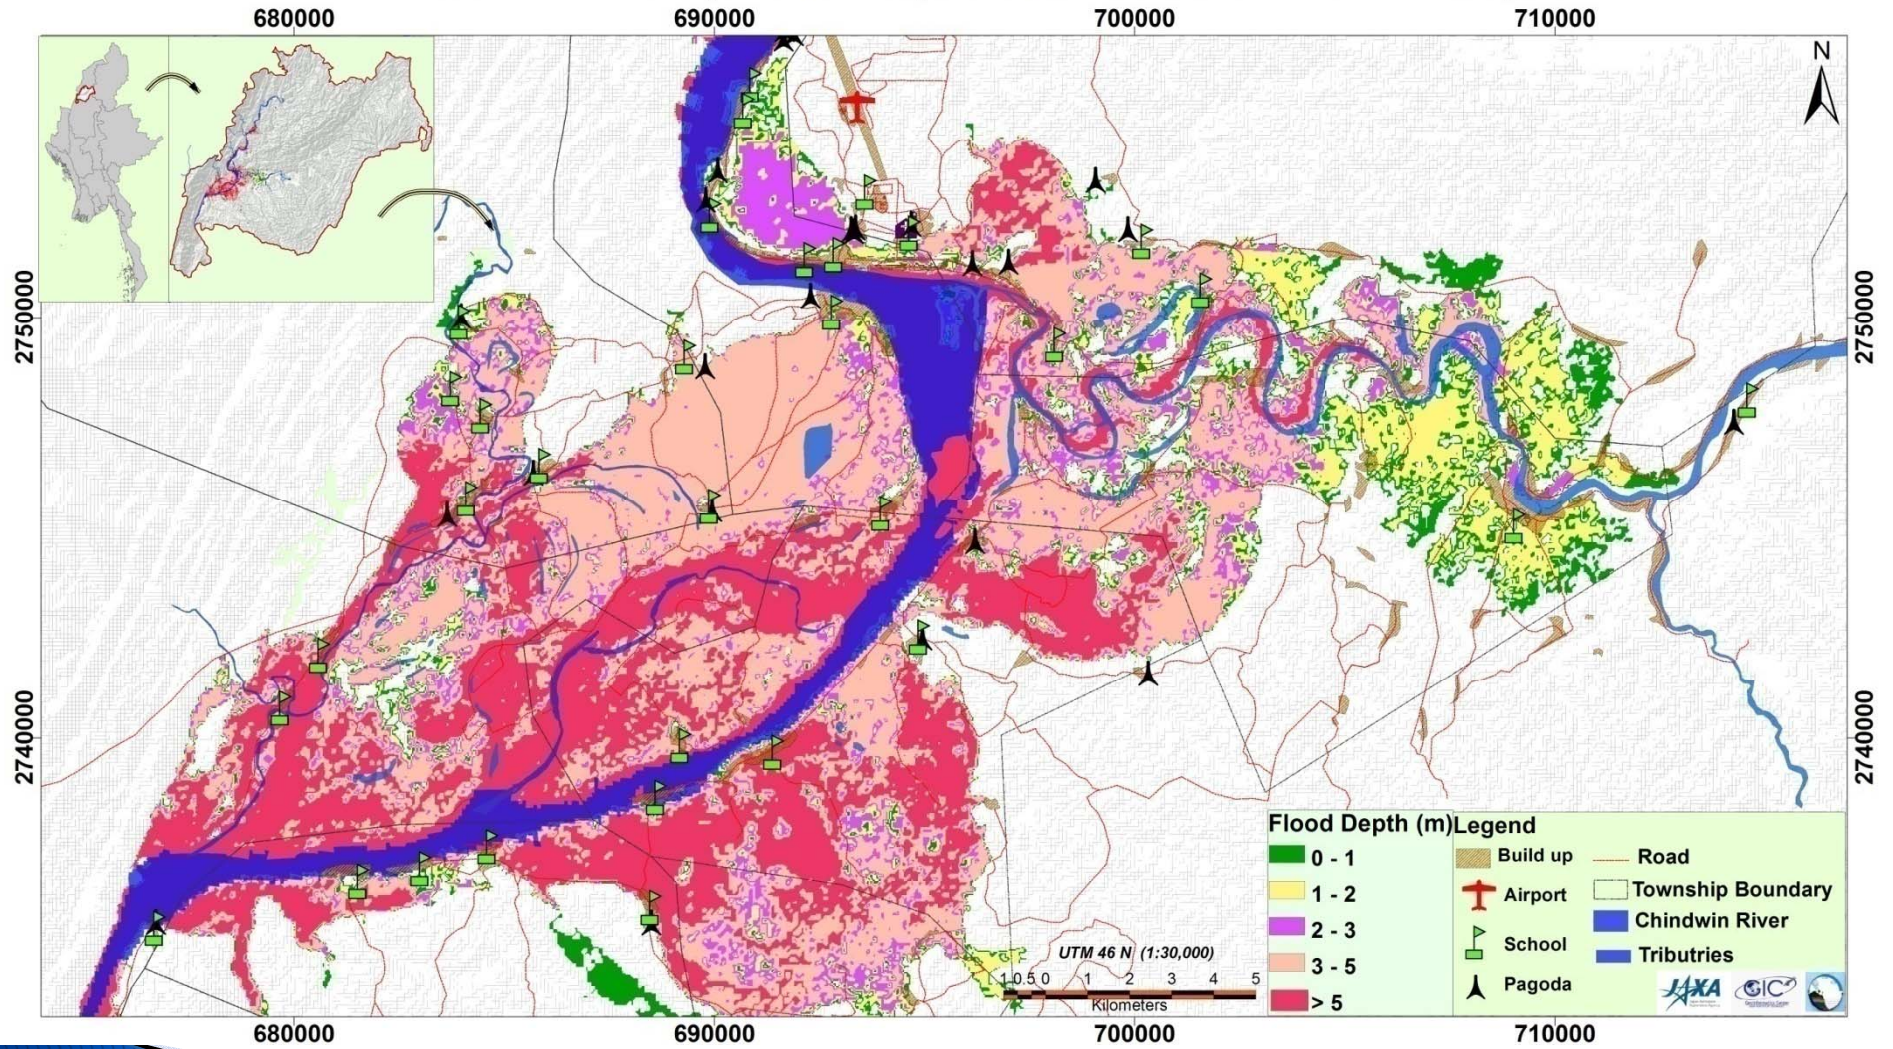 680000 690000 700000 710000
N
2750000 2750000
2740000 2740000
Flood Depth (m)
0 - 1
1 - 2
2 - 3
3 - 5
> 5
Legend
Build up
Airport
School
Pagoda
Road
Township Boundary
Chindwin River
Tributries
UTM 46 N (1:30,000)
1 0.5 0 1 2 3 4 5
Kilometers
JAXA
GIC
680000 690000 700000 710000